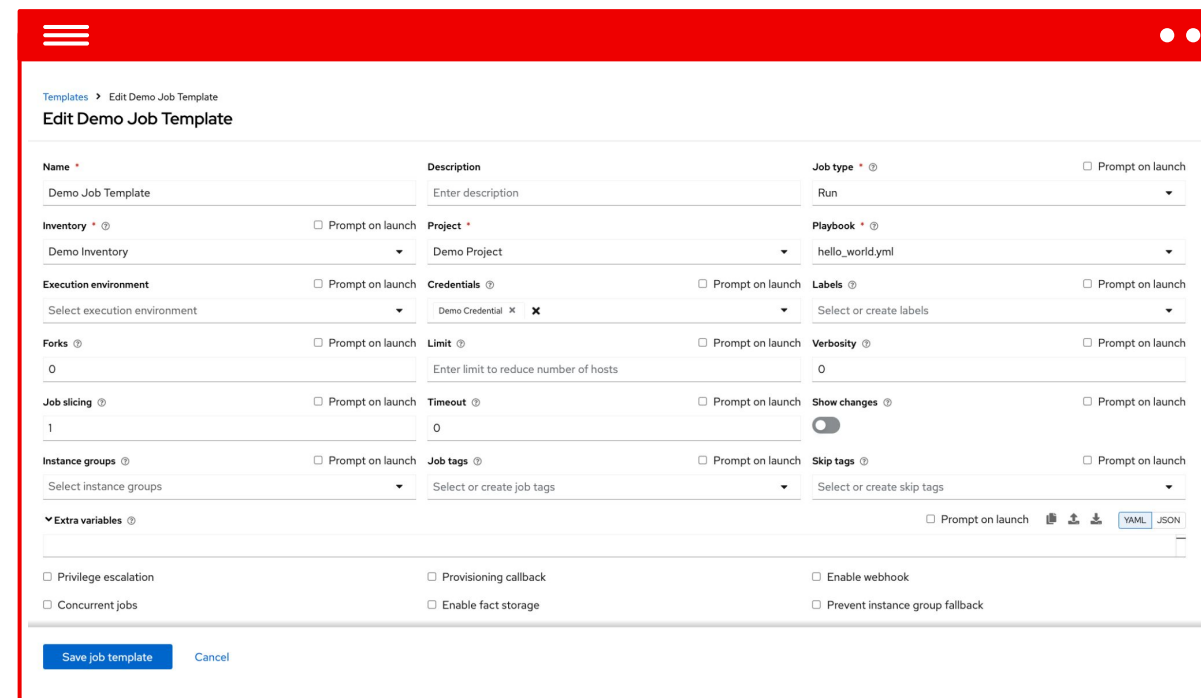 Templates > Edit Demo Job Template
Edit Demo Job Template
Name * Description Job type * Prompt on launch
Demo Job Template Enter description Run
Inventory * Prompt on launch Project * Playbook *
Demo Inventory Demo Project hello_world.yml
Execution environment Prompt on launch Credentials Prompt on launch Labels Prompt on launch
Select execution environment Demo Credential Select or create labels
Forks Prompt on launch Limit Prompt on launch Verbosity Prompt on launch
0 Enter limit to reduce number of hosts 0
Job slicing Prompt on launch Timeout Prompt on launch Show changes Prompt on launch
1 0
Instance groups Prompt on launch Job tags Prompt on launch Skip tags Prompt on launch
Select instance groups Select or create job tags Select or create skip tags
Extra variables Prompt on launch YAML JSON
Privilege escalation Provisioning callback Enable webhook
Concurrent jobs Enable fact storage Prevent instance group fallback
Save job template Cancel